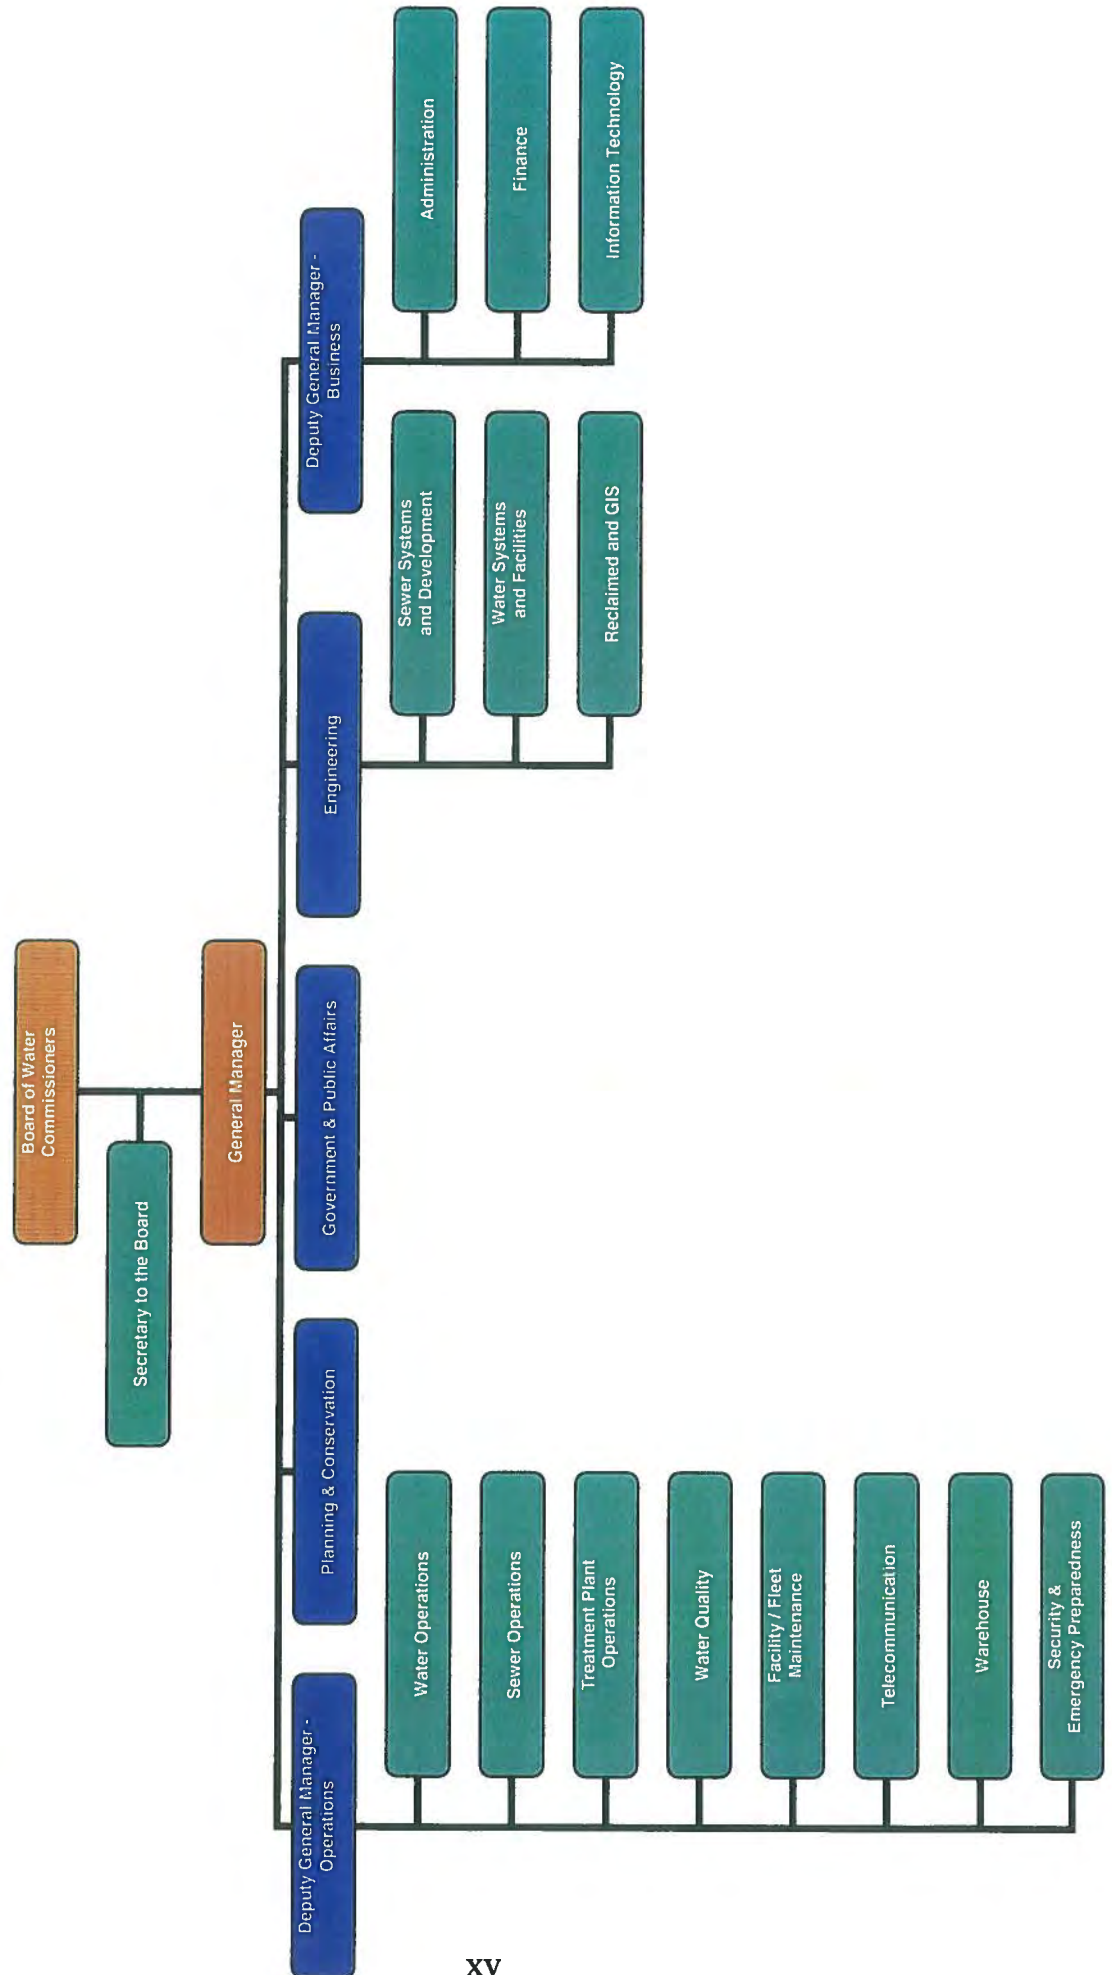 Board of Water
Commissioners
Secretary to the Board
General Manager
Deputy General Manager -
Operations
Planning & Conservation
Government & Public Affairs
Engineering
Deputy General Manager -
Business
Water Operations
Sewer Operations
Treatment Plant
Operations
Water Quality
Facility / Fleet
Maintenance
Telecommunication
Warehouse
Security &
Emergency Preparedness
Sewer Systems
and Development
Water Systems
and Facilities
Reclaimed and GIS
Administration
Finance
Information Technology
xv